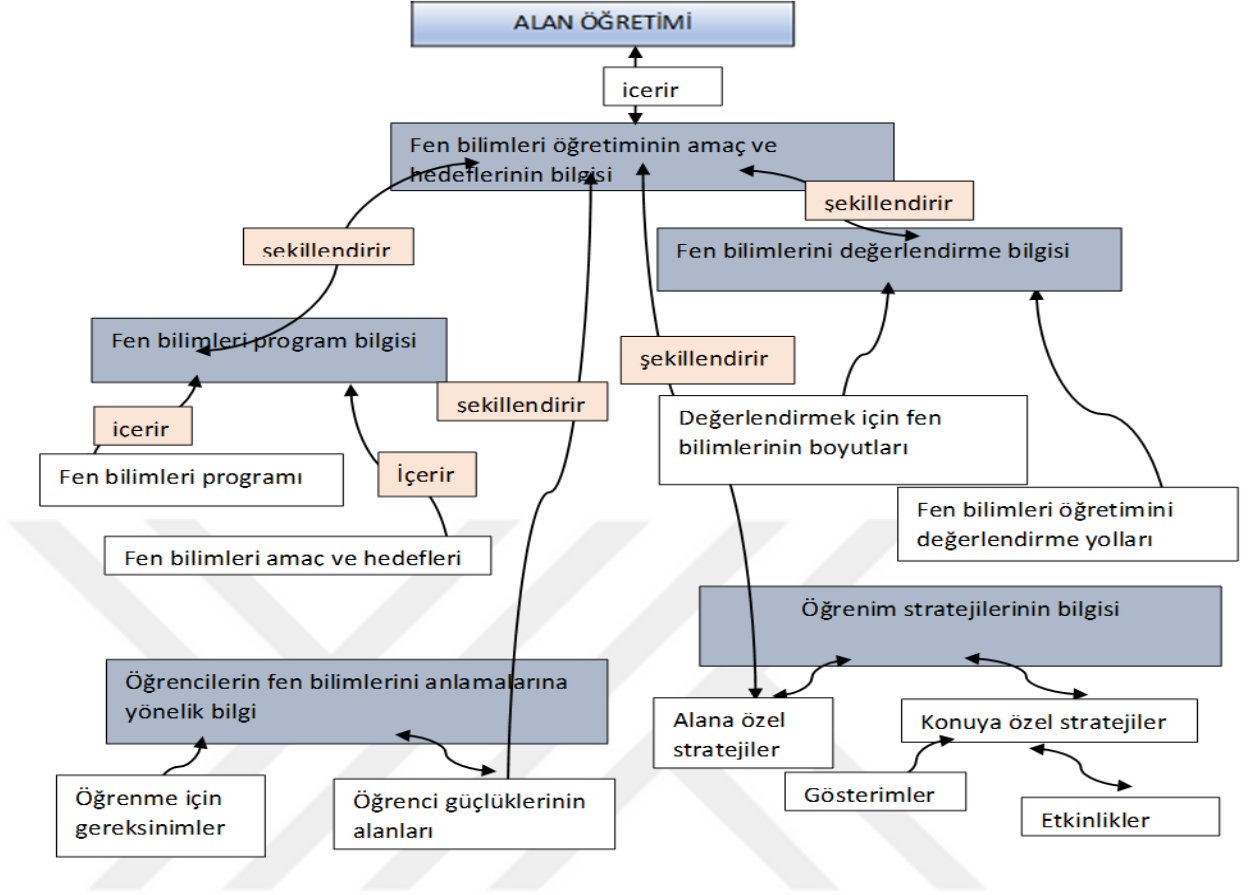 ALAN ÖĞRETİMİ
icerir
Fen bilimleri öğretiminin amaç ve
hedeflerinin bilgisi
şekillendirir
sekillendirir
Fen bilimlerini değerlendirme bilgisi
Fen bilimleri program bilgisi
şekillendirir
şekillendirir
icerir
Değerlendirmek için fen
bilimlerinin boyutları
Fen bilimleri programı
İçerir
Fen bilimleri öğretimini
değerlendirme yolları
Fen bilimleri amac ve hedefleri
Öğrenim stratejilerinin bilgisi
Öğrencilerin fen bilimlerini anlamalarına
yönelik bilgi
Alana özel
stratejiler
Konuya özel stratejiler
Öğrenme için
gereksinimler
Öğrenci güçlüklerinin
alanları
Gösterimler
Etkinlikler